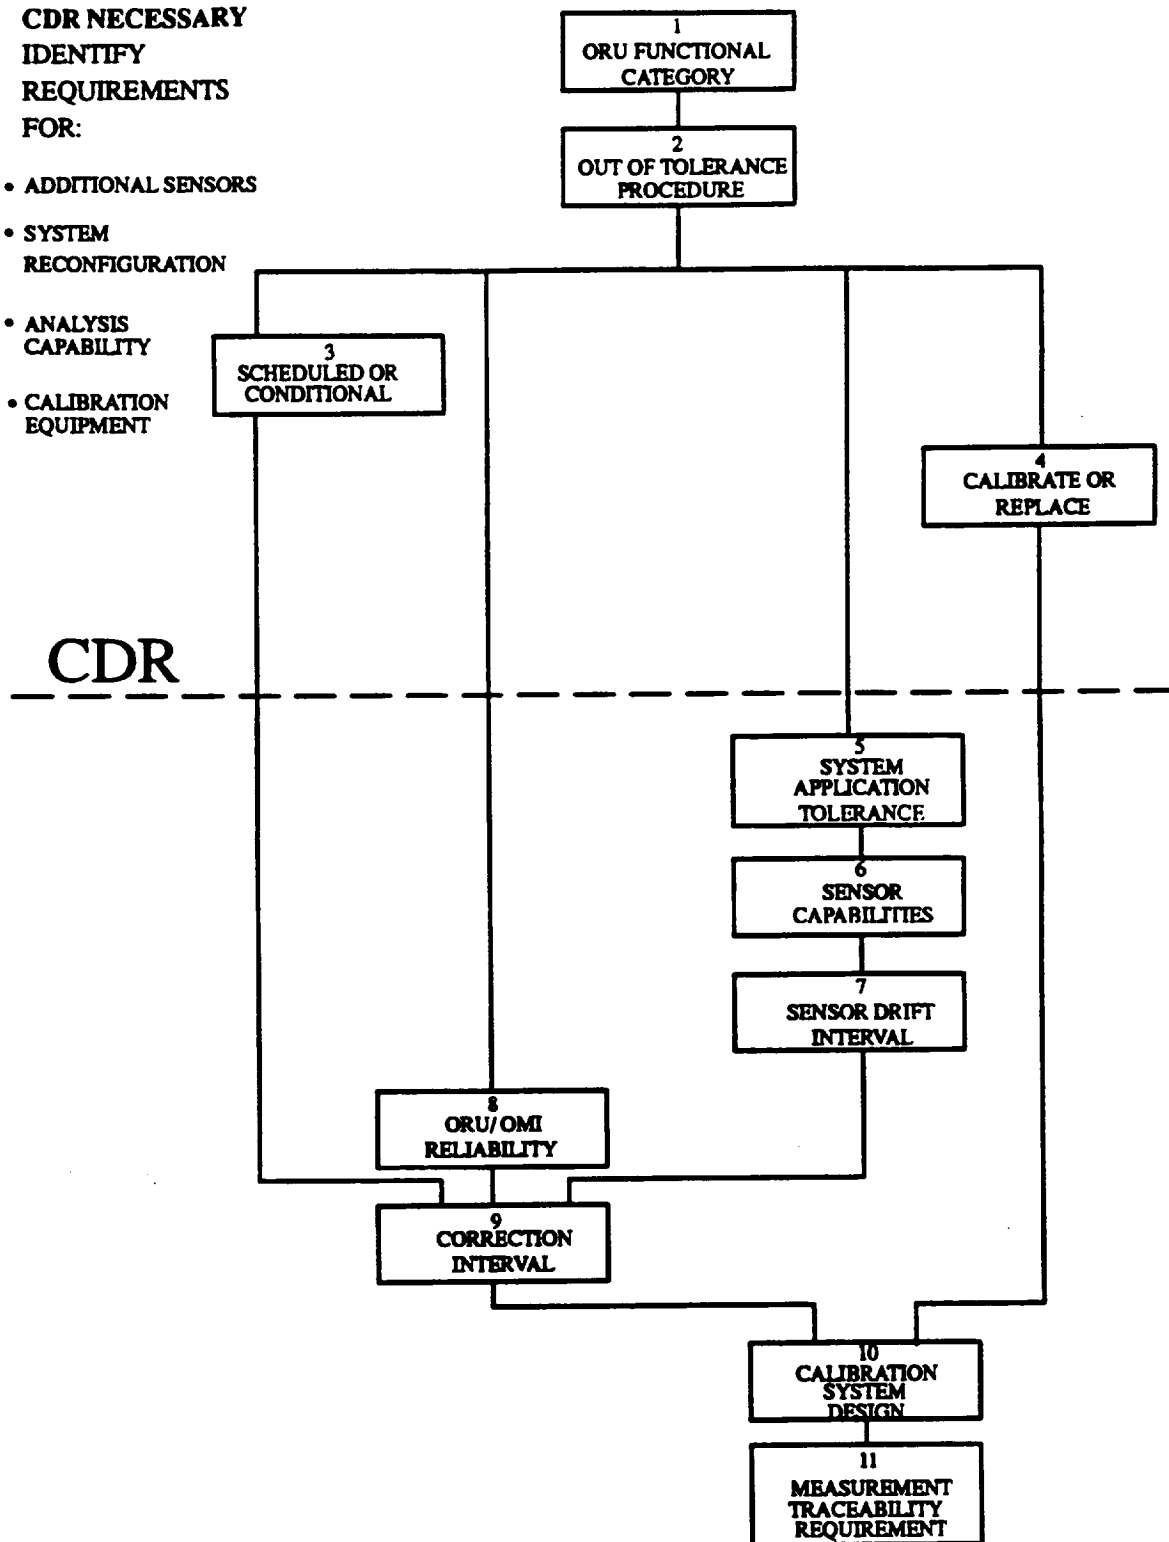 CDR NECESSARY
IDENTIFY
REQUIREMENTS
FOR:
• ADDITIONAL SENSORS
• SYSTEM
RECONFIGURATION
• ANALYSIS
CAPABILITY
• CALIBRATION
EQUIPMENT
1
ORU FUNCTIONAL
CATEGORY
2
OUT OF TOLERANCE
PROCEDURE
3
SCHEDULED OR
CONDITIONAL
4
CALIBRATE OR
REPLACE
CDR
5
SYSTEM
APPLICATION
TOLERANCE
6
SENSOR
CAPABILITIES
7
SENSOR DRIFT
INTERVAL
8
ORU/OMI
RELIABILITY
9
CORRECTION
INTERVAL
10
CALIBRATION
SYSTEM
DESIGN
11
MEASUREMENT
TRACEABILITY
REQUIREMENT